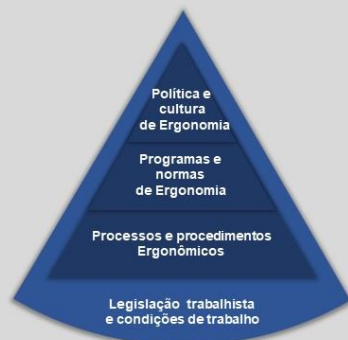 Política e
cultura
de Ergonomia
Programas e
normas
de Ergonomia
Processos e procedimentos
Ergonômicos
Legislação trabalhista
e condições de trabalho